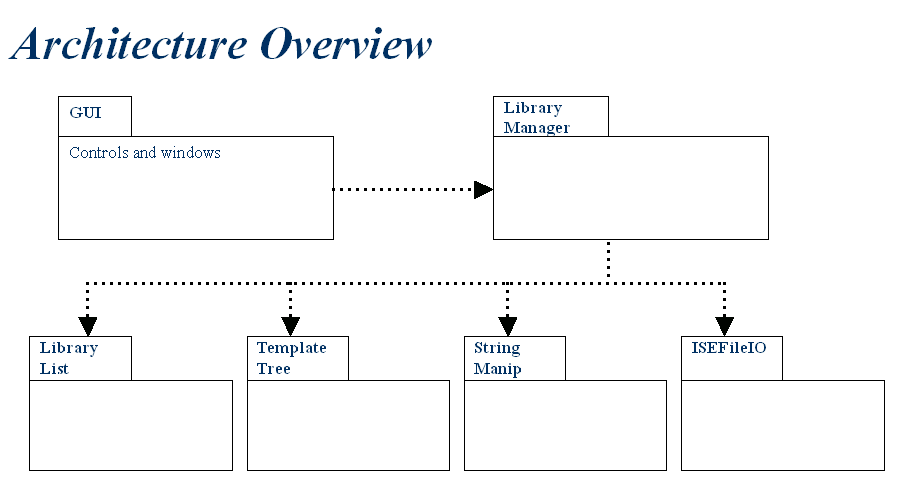 Architecture Overview
GUI
Controls and windows
Library
Manager
Library
List
Template
Tree
String
Manip
ISEFileIO